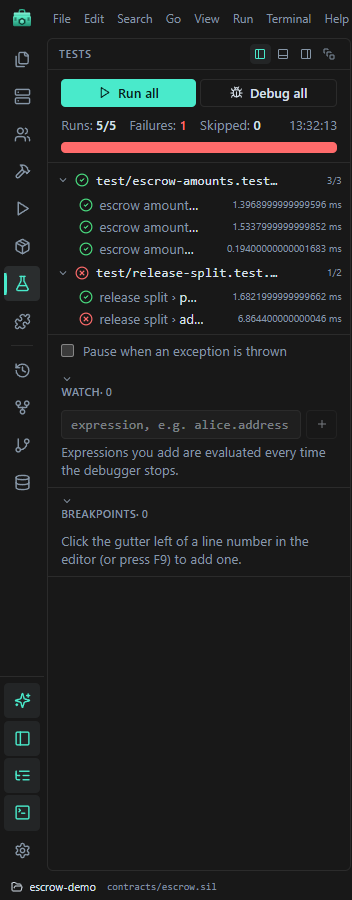 File Edit Search Go View Run Terminal Help
TESTS
Run all Debug all
Runs: 5/5 Failures: 1 Skipped: 0 13:32:13
test/escrow-amounts.test… 3/3
escrow amount… 1.3968999999999596 ms
escrow amount… 1.5337999999999852 ms
escrow amoun… 0.19400000000001683 ms
test/release-split.test.… 1/2
release split › p… 1.6821999999999662 ms
release split › ad… 6.864400000000046 ms
Pause when an exception is thrown
WATCH· 0
expression, e.g. alice.address +
Expressions you add are evaluated every time
the debugger stops.
BREAKPOINTS· 0
Click the gutter left of a line number in the
editor (or press F9) to add one.
escrow-demo contracts/escrow.sil